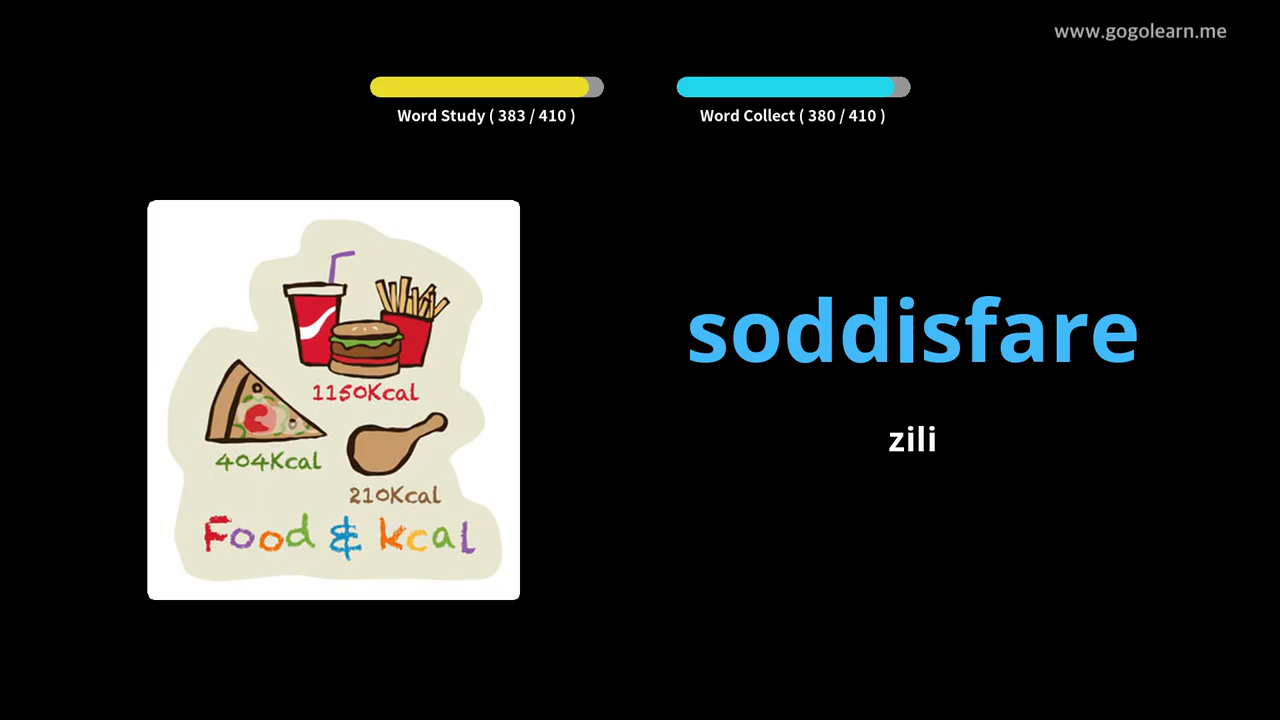 www.gogolearn.me
Word Study ( 383 / 410 )
Word Collect ( 380 / 410 )
soddisfare
zili
1150Kcal
404Kcal
210Kcal
Food & kcal